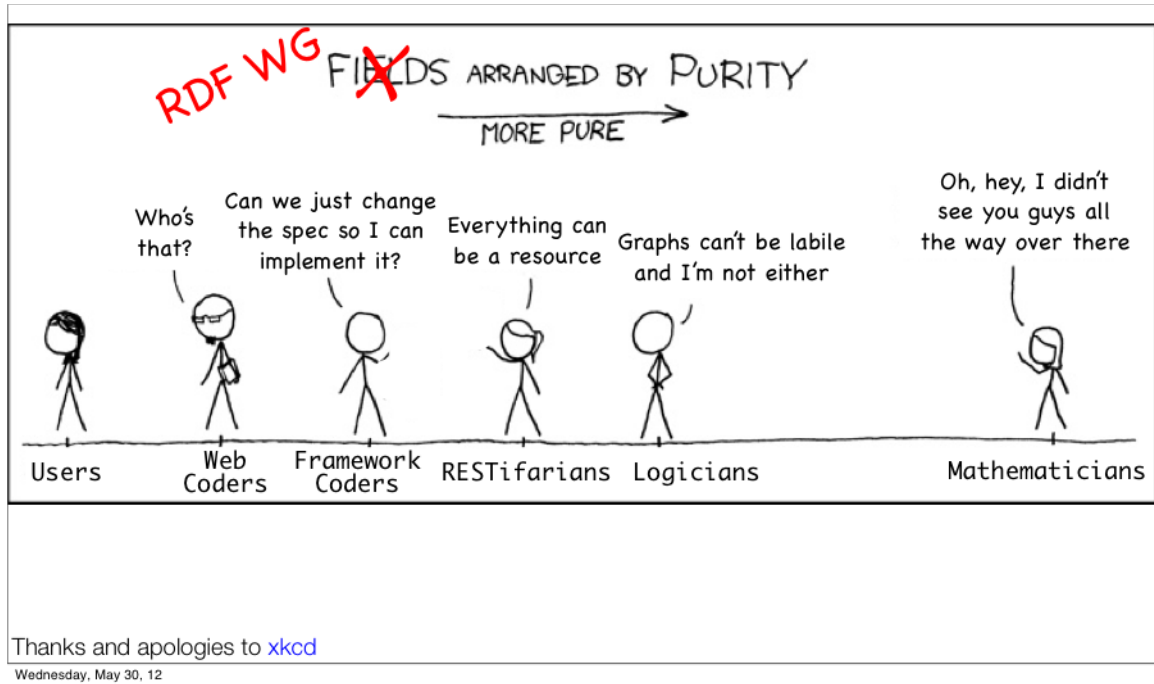 RDF WG
FIELDS ARRANGED BY PURITY
MORE PURE
Who's
that?
Can we just change
the spec so I can
implement it?
Everything can
be a resource
Graphs can't be labile
and I'm not either
Oh, hey, I didn't
see you guys all
the way over there
Users
Web
Coders
Framework
Coders
RESTifarians
Logicians
Mathematicians
Thanks and apologies to xkcd
Wednesday, May 30, 12